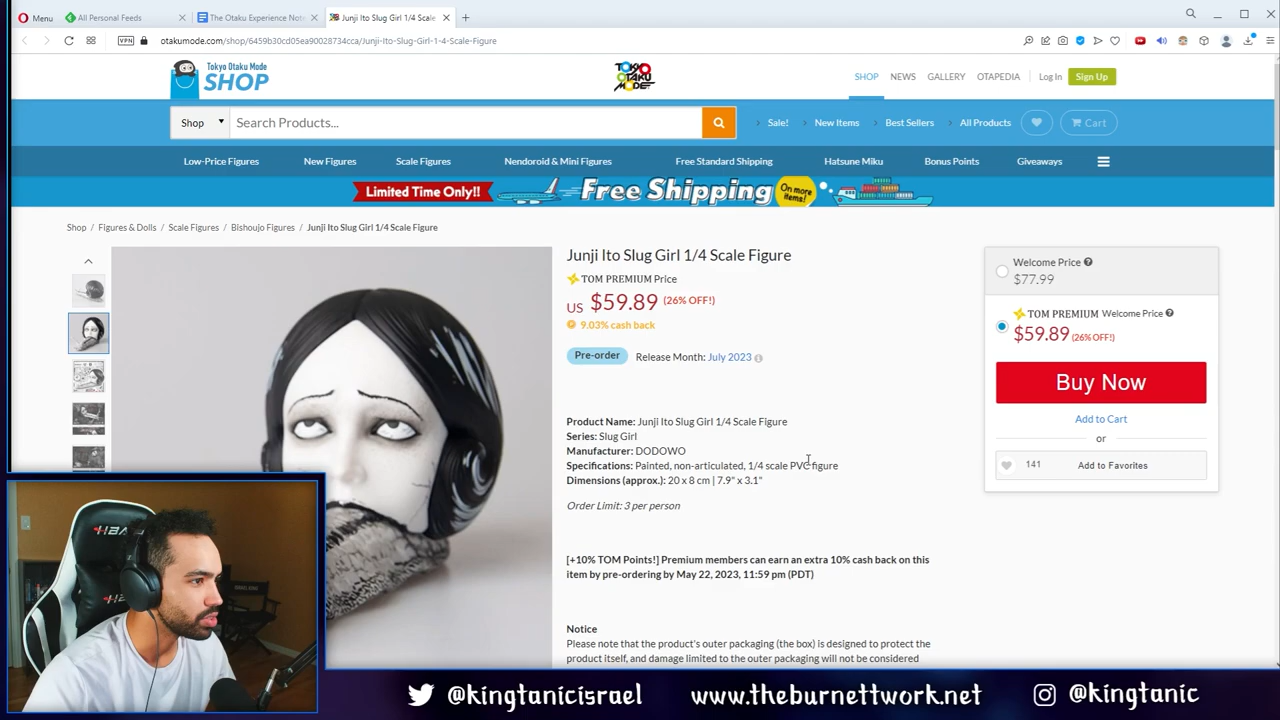 Menu
All Personal Feeds
The Otaku Experience Not
Junji Ito Slug Girl 1/4 Scale
VPN
otakumode.com/shop/6459b30cd05ea90028734cca/Junji-Ito-Slug-Girl-1-4-Scale-Figure
Tokyo Otaku Mode
SHOP
TOKYO
OTAKU
MODE
SHOP
NEWS
GALLERY
OTAPEDIA
Log In
Sign Up
Shop
Search Products...
Sale!
New Items
Best Sellers
All Products
Cart
Low-Price Figures
New Figures
Scale Figures
Nendoroid & Mini Figures
Free Standard Shipping
Hatsune Miku
Bonus Points
Giveaways
Limited Time Only!!
Free Shipping
On more items!
Shop
Figures & Dolls
Scale Figures
Bishoujo Figures
Junji Ito Slug Girl 1/4 Scale Figure
Junji Ito Slug Girl 1/4 Scale Figure
TOM PREMIUM Price
US $59.89 (26% OFF!)
9.03% cash back
Pre-order
Release Month: July 2023
Product Name: Junji Ito Slug Girl 1/4 Scale Figure
Series: Slug Girl
Manufacturer: DODOWO
Specifications: Painted, non-articulated, 1/4 scale PVC figure
Dimensions (approx.): 20 x 8 cm | 7.9" x 3.1"
Order Limit: 3 per person
[+10% TOM Points!] Premium members can earn an extra 10% cash back on this
item by pre-ordering by May 22, 2023, 11:59 pm (PDT)
Notice
Please note that the product's outer packaging (the box) is designed to protect the
product itself, and damage limited to the outer packaging will not be considered
Welcome Price
$77.99
TOM PREMIUM Welcome Price
$59.89 (26% OFF!)
Buy Now
Add to Cart
or
141
Add to Favorites
@kingtanicisrael
www.theburnettwork.net
@kingtanic